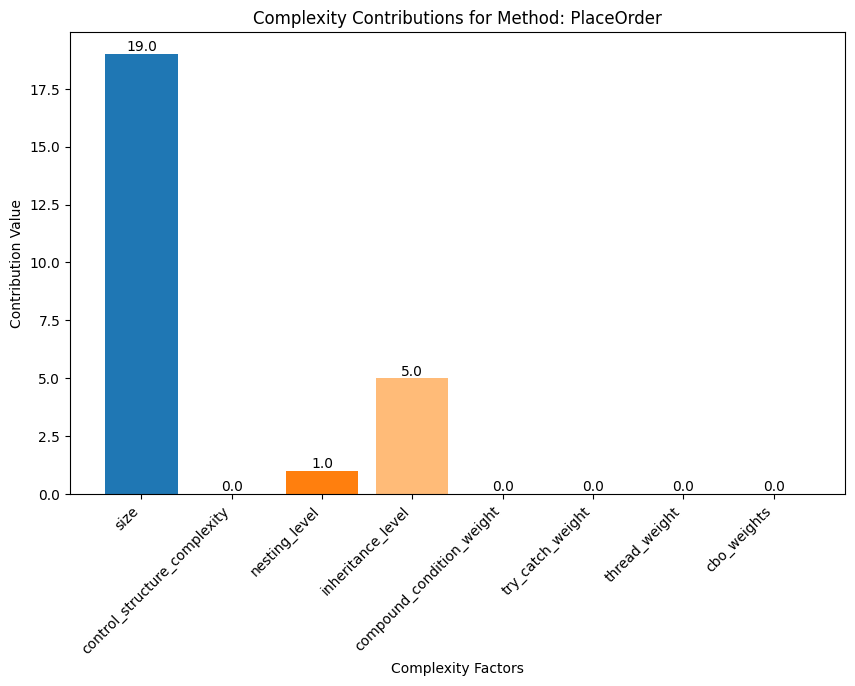 Complexity Contributions for Method: PlaceOrder
Contribution Value
17.5
15.0
12.5
10.0
7.5
5.0
2.5
0.0
19.0
0.0
1.0
5.0
0.0
0.0
0.0
0.0
size
control_structure_complexity
nesting_level
inheritance_level
compound_condition_weight
try_catch_weight
thread_weight
cbo_weights
Complexity Factors